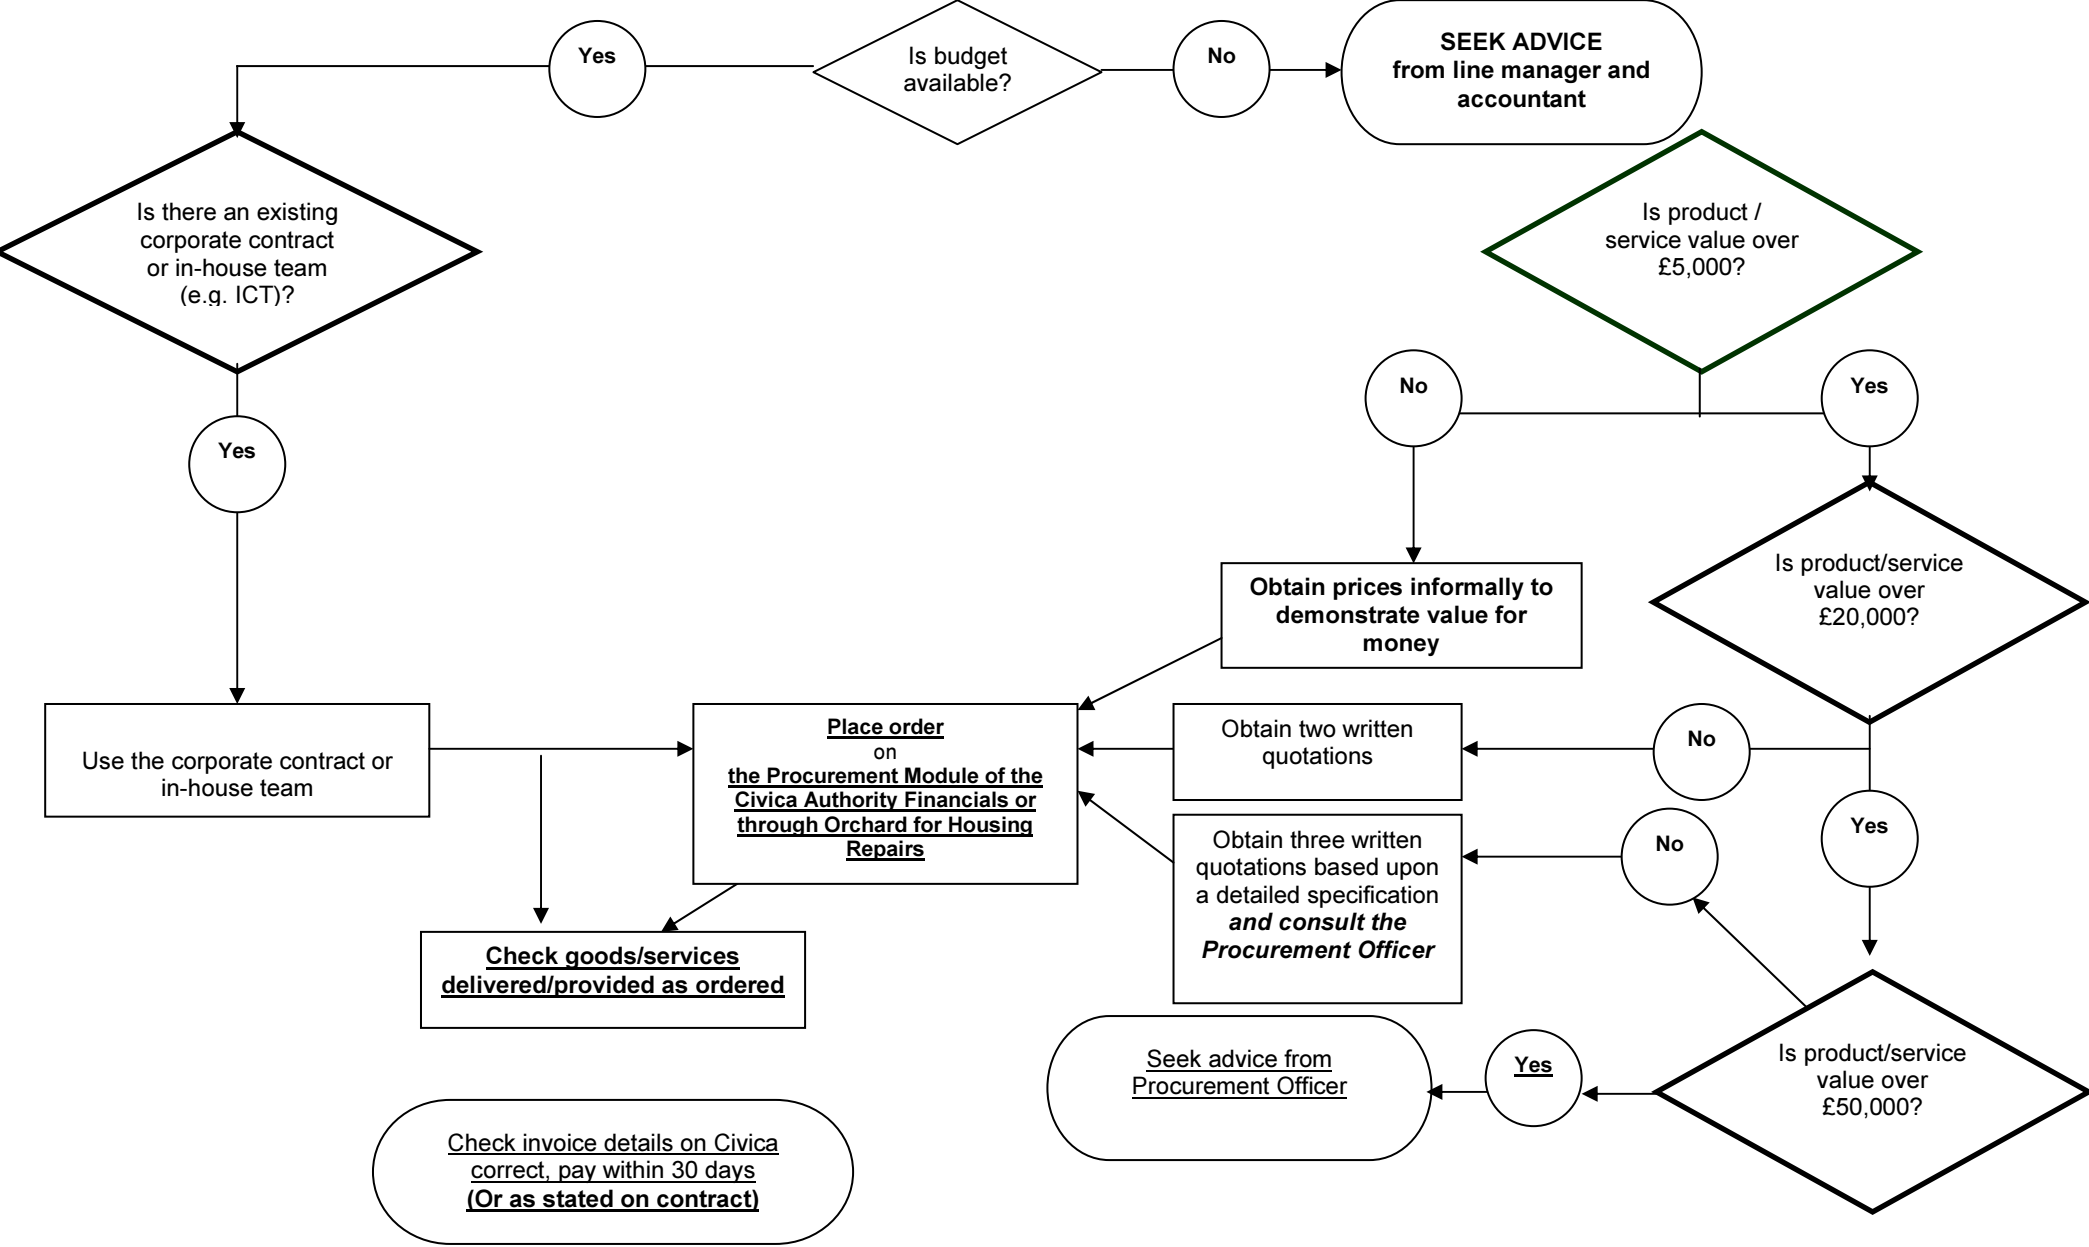 Is budget
available?
Yes
No
SEEK ADVICE
from line manager and
accountant
Is there an existing
corporate contract
or in-house team
(e.g. ICT)?
Is product /
service value over
£5,000?
No
Yes
Yes
Is product/service
value over
£20,000?
Obtain prices informally to
demonstrate value for
money
Use the corporate contract or
in-house team
Place order
on
the Procurement Module of the
Civica Authority Financials or
through Orchard for Housing
Repairs
Obtain two written
quotations
No
Yes
Obtain three written
quotations based upon
a detailed specification
and consult the
Procurement Officer
No
Check goods/services
delivered/provided as ordered
Seek advice from
Procurement Officer
Yes
Is product/service
value over
£50,000?
Check invoice details on Civica
correct, pay within 30 days
(Or as stated on contract)